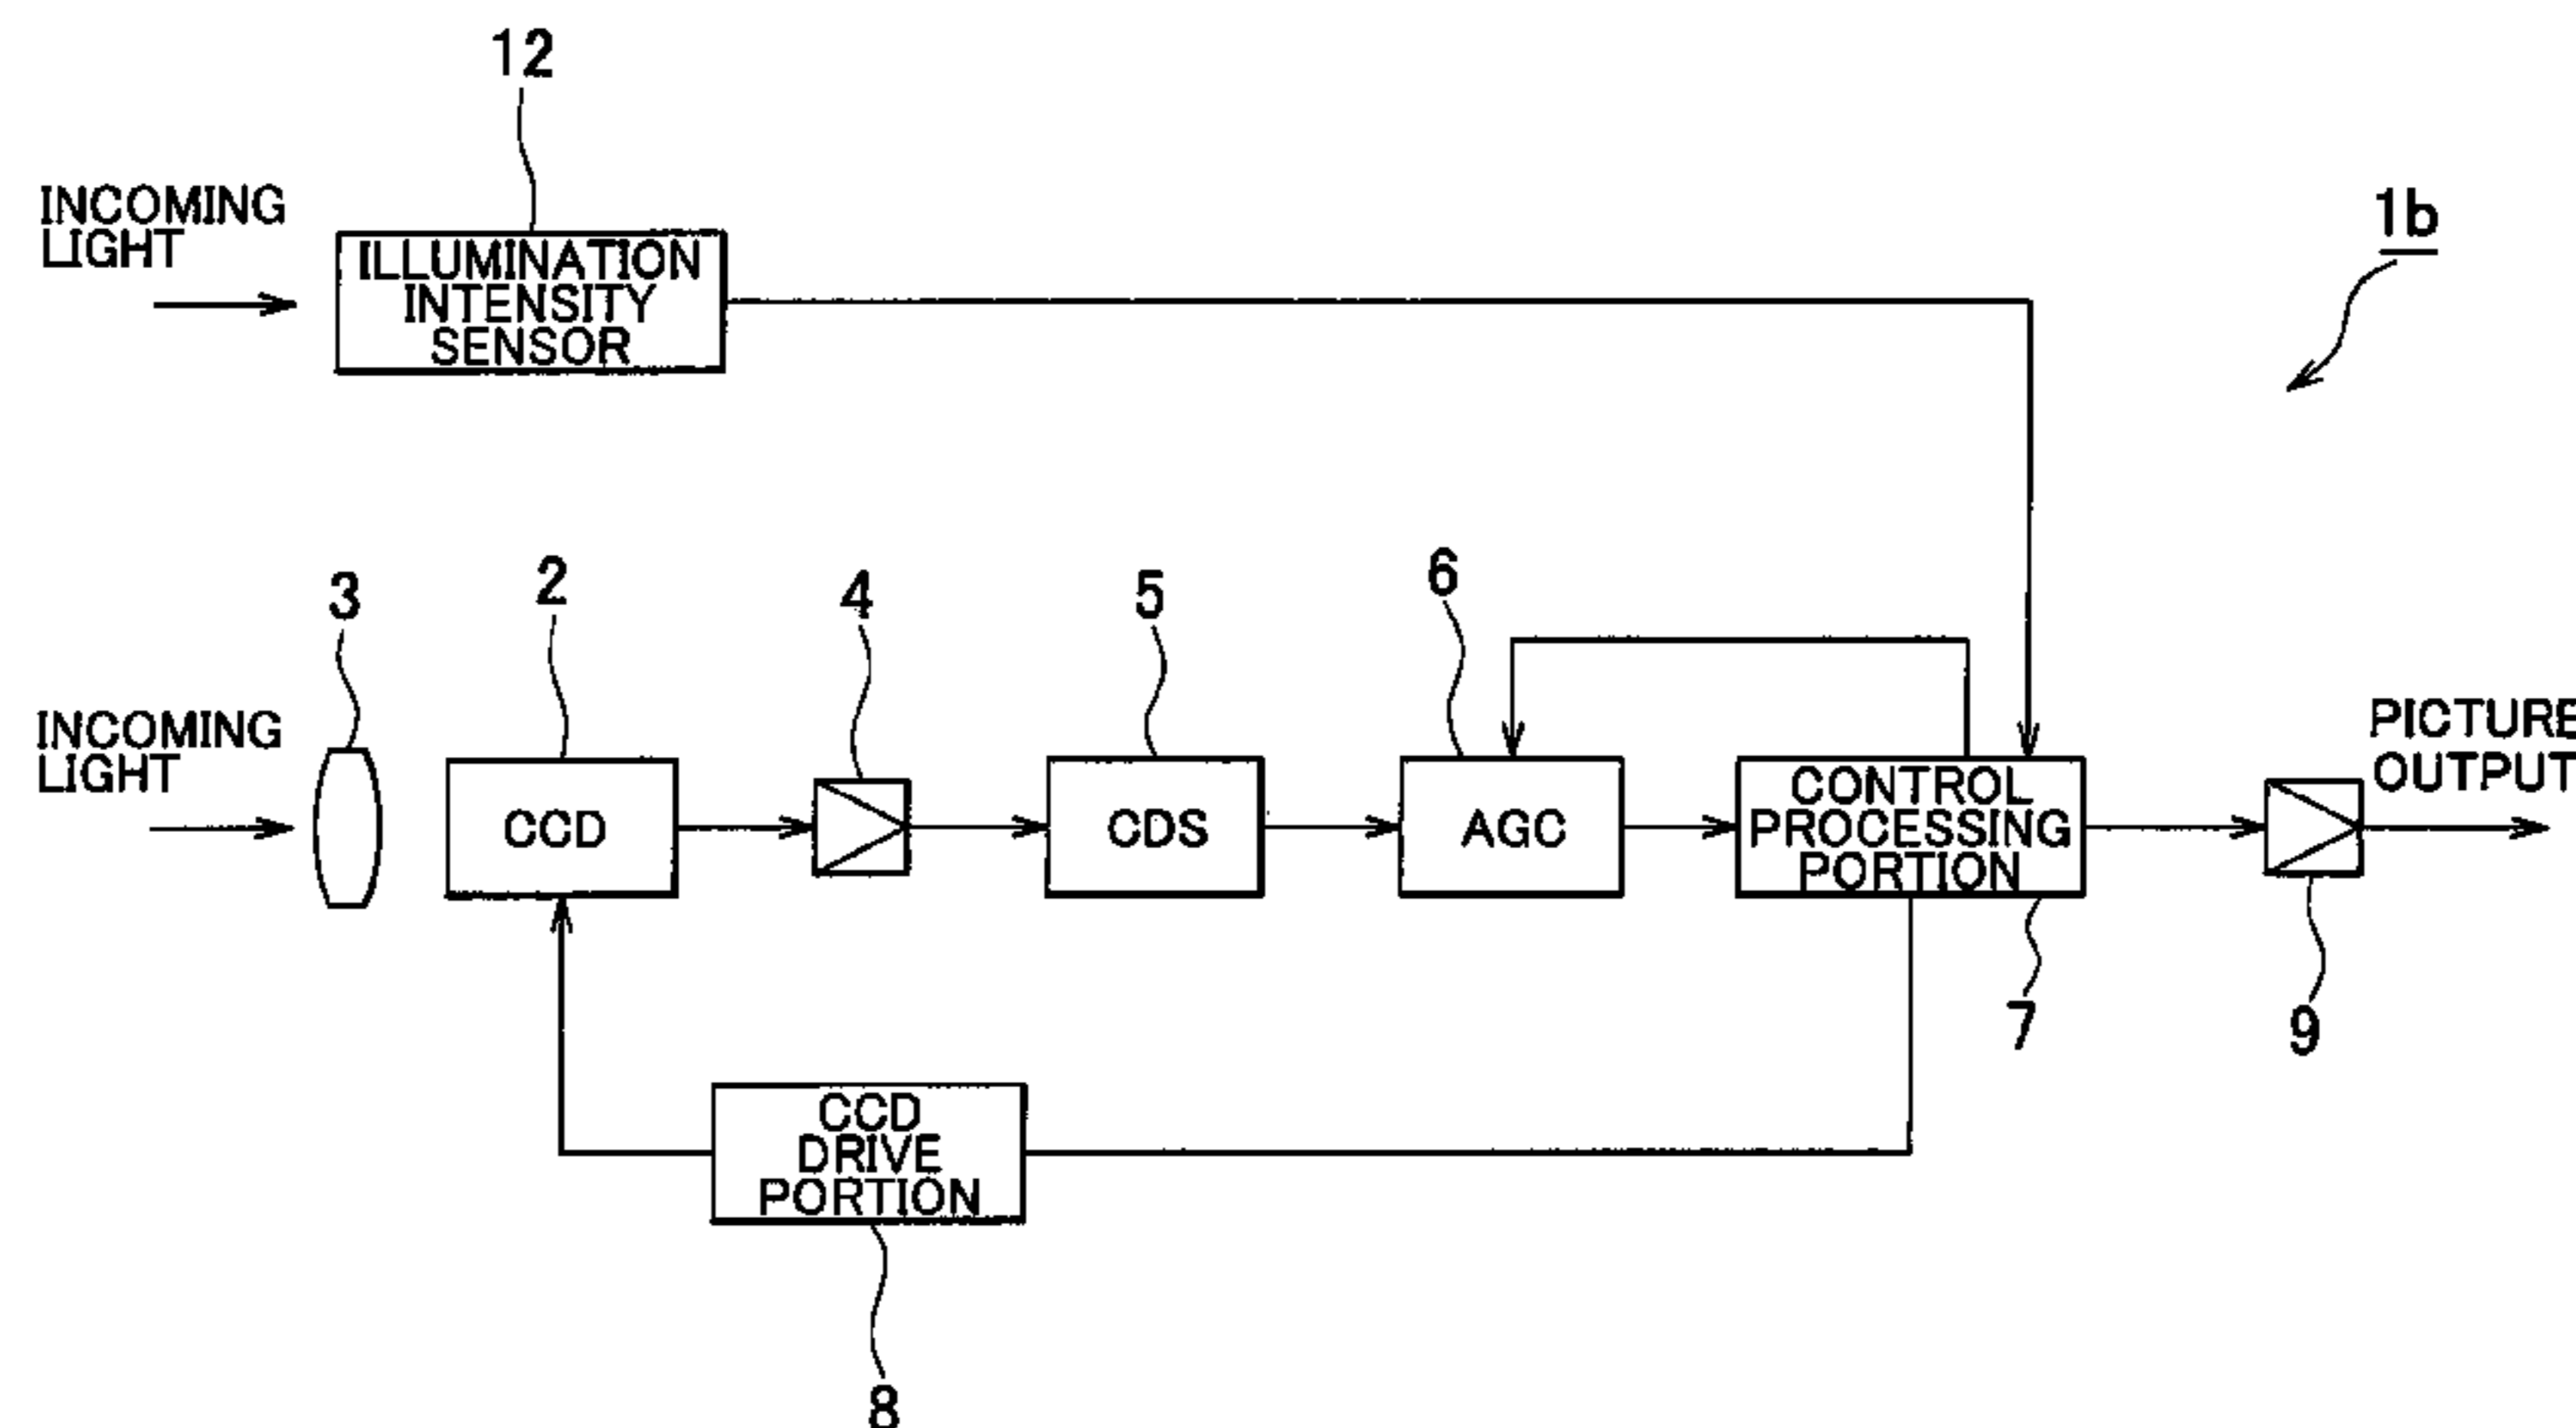 12
INCOMING
LIGHT
ILLUMINATION
INTENSITY
SENSOR
1b
3
2
4
5
6
INCOMING
LIGHT
CCD
CDS
AGC
CONTROL
PROCESSING
PORTION
PICTURE
OUTPUT
7
9
CCD
DRIVE
PORTION
8